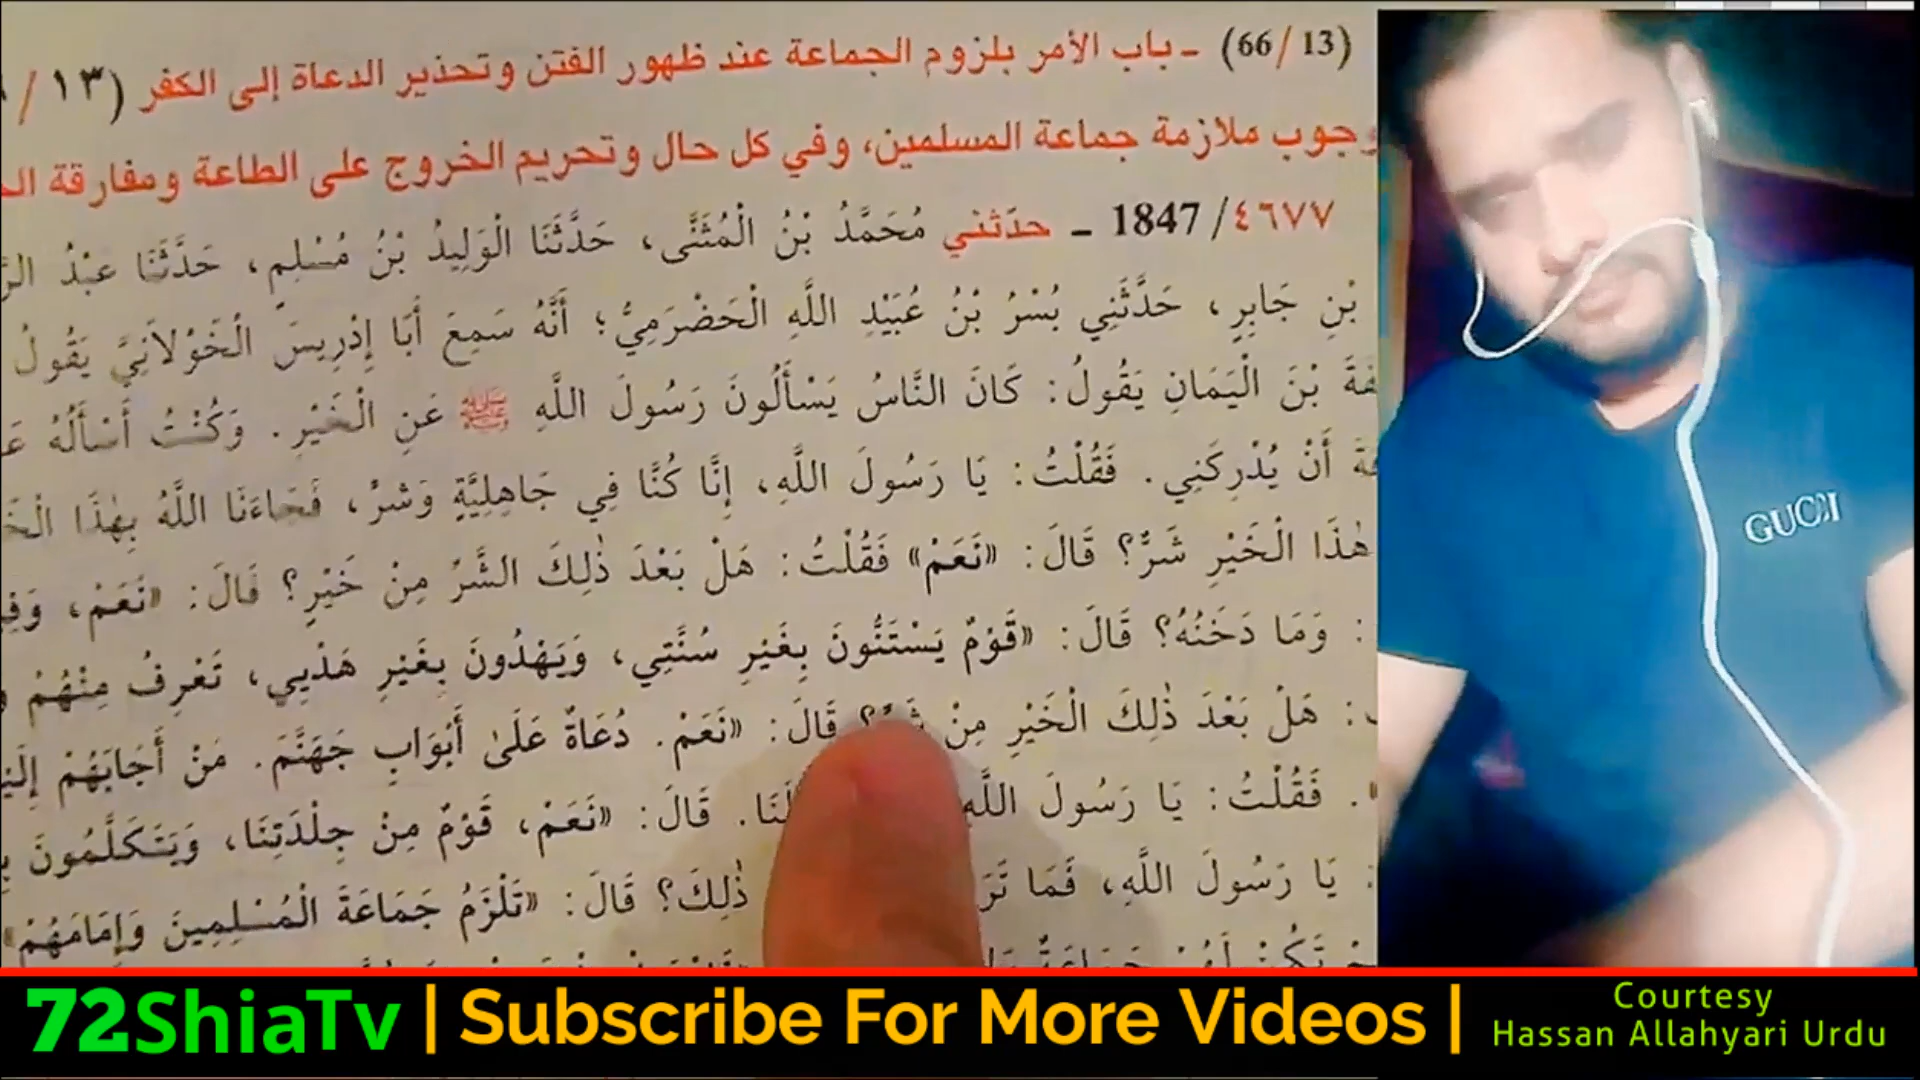 (66/13) ـ باب الأمر بلزوم الجماعة عند ظهور الفتن وتحذير الدعاة إلى الكفر (١٣/
وجوب ملازمة جماعة المسلمين، وفي كل حال وتحريم الخروج على الطاعة ومفارقة
1847/٤٦٧٧ ـ حدّثني مُحَمَّدُ بْنُ الْمُثَنَّى، حَدَّثَنَا الْوَلِيدُ بْنُ مُسْلِمٍ، حَدَّثَنَا عَبْدُ
بْنِ جَابِرٍ، حَدَّثَنِي بُسْرُ بْنُ عُبَيْدِ اللَّهِ الْحَضْرَمِيُّ؛ أَنَّهُ سَمِعَ أَبَا إِدْرِيسَ الْخَوْلاَنِيَّ يَقُولُ
بْنَ الْيَمَانِ يَقُولُ: كَانَ النَّاسُ يَسْأَلُونَ رَسُولَ اللَّهِ ﷺ عَنِ الْخَيْرِ. وَكُنْتُ أَسْأَلُهُ
أَنْ يُدْرِكَنِي. فَقُلْتُ: يَا رَسُولَ اللَّهِ، إِنَّا كُنَّا فِي جَاهِلِيَّةٍ وَشَرٍّ، فَجَاءَنَا اللَّهُ بِهٰذَا
هٰذَا الْخَيْرِ شَرٌّ؟ قَالَ: «نَعَمْ» فَقُلْتُ: هَلْ بَعْدَ ذٰلِكَ الشَّرِّ مِنْ خَيْرٍ؟ قَالَ: «نَعَمْ،
: وَمَا دَخَنُهُ؟ قَالَ: «قَوْمٌ يَسْتَنُّونَ بِغَيْرِ سُنَّتِي، وَيَهْدُونَ بِغَيْرِ هَدْيِي، تَعْرِفُ مِنْهُمْ
: هَلْ بَعْدَ ذٰلِكَ الْخَيْرِ مِنْ شَرٍّ؟ قَالَ: «نَعَمْ. دُعَاةٌ عَلَىٰ أَبْوَابِ جَهَنَّمَ. مَنْ أَجَابَهُمْ
». فَقُلْتُ: يَا رَسُولَ اللَّهِ لَنَا. قَالَ: «نَعَمْ، قَوْمٌ مِنْ جِلْدَتِنَا، وَيَتَكَلَّمُونَ
: يَا رَسُولَ اللَّهِ، فَمَا ذٰلِكَ؟ قَالَ: «تَلْزَمُ جَمَاعَةَ الْمُسْلِمِينَ وَإِمَامَهُمْ»
GUCCI
72ShiaTv | Subscribe For More Videos |
Courtesy
Hassan Allahyari Urdu